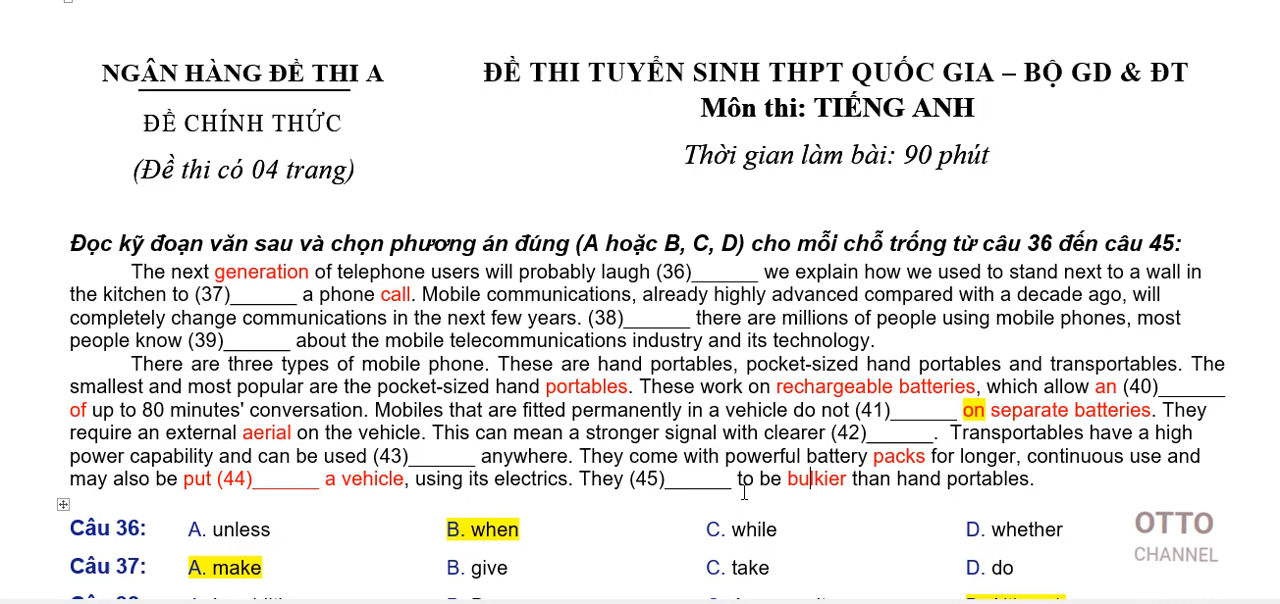 NGÂN HÀNG ĐỀ THI A
ĐỀ THI TUYỂN SINH THPT QUỐC GIA – BỘ GD & ĐT
Môn thi: TIẾNG ANH
ĐỀ CHÍNH THỨC
Thời gian làm bài: 90 phút
(Đề thi có 04 trang)
Đọc kỹ đoạn văn sau và chọn phương án đúng (A hoặc B, C, D) cho mỗi chỗ trống từ câu 36 đến câu 45:
The next generation of telephone users will probably laugh (36)______ we explain how we used to stand next to a wall in
the kitchen to (37)______ a phone call. Mobile communications, already highly advanced compared with a decade ago, will
completely change communications in the next few years. (38)______ there are millions of people using mobile phones, most
people know (39)______ about the mobile telecommunications industry and its technology.
There are three types of mobile phone. These are hand portables, pocket-sized hand portables and transportables. The
smallest and most popular are the pocket-sized hand portables. These work on rechargeable batteries, which allow an (40)______
of up to 80 minutes' conversation. Mobiles that are fitted permanently in a vehicle do not (41)______ on separate batteries. They
require an external aerial on the vehicle. This can mean a stronger signal with clearer (42)______. Transportables have a high
power capability and can be used (43)______ anywhere. They come with powerful battery packs for longer, continuous use and
may also be put (44)______ a vehicle, using its electrics. They (45)______ to be bulkier than hand portables.
Câu 36: A. unless B. when C. while D. whether
Câu 37: A. make B. give C. take D. do
OTTO
CHANNEL